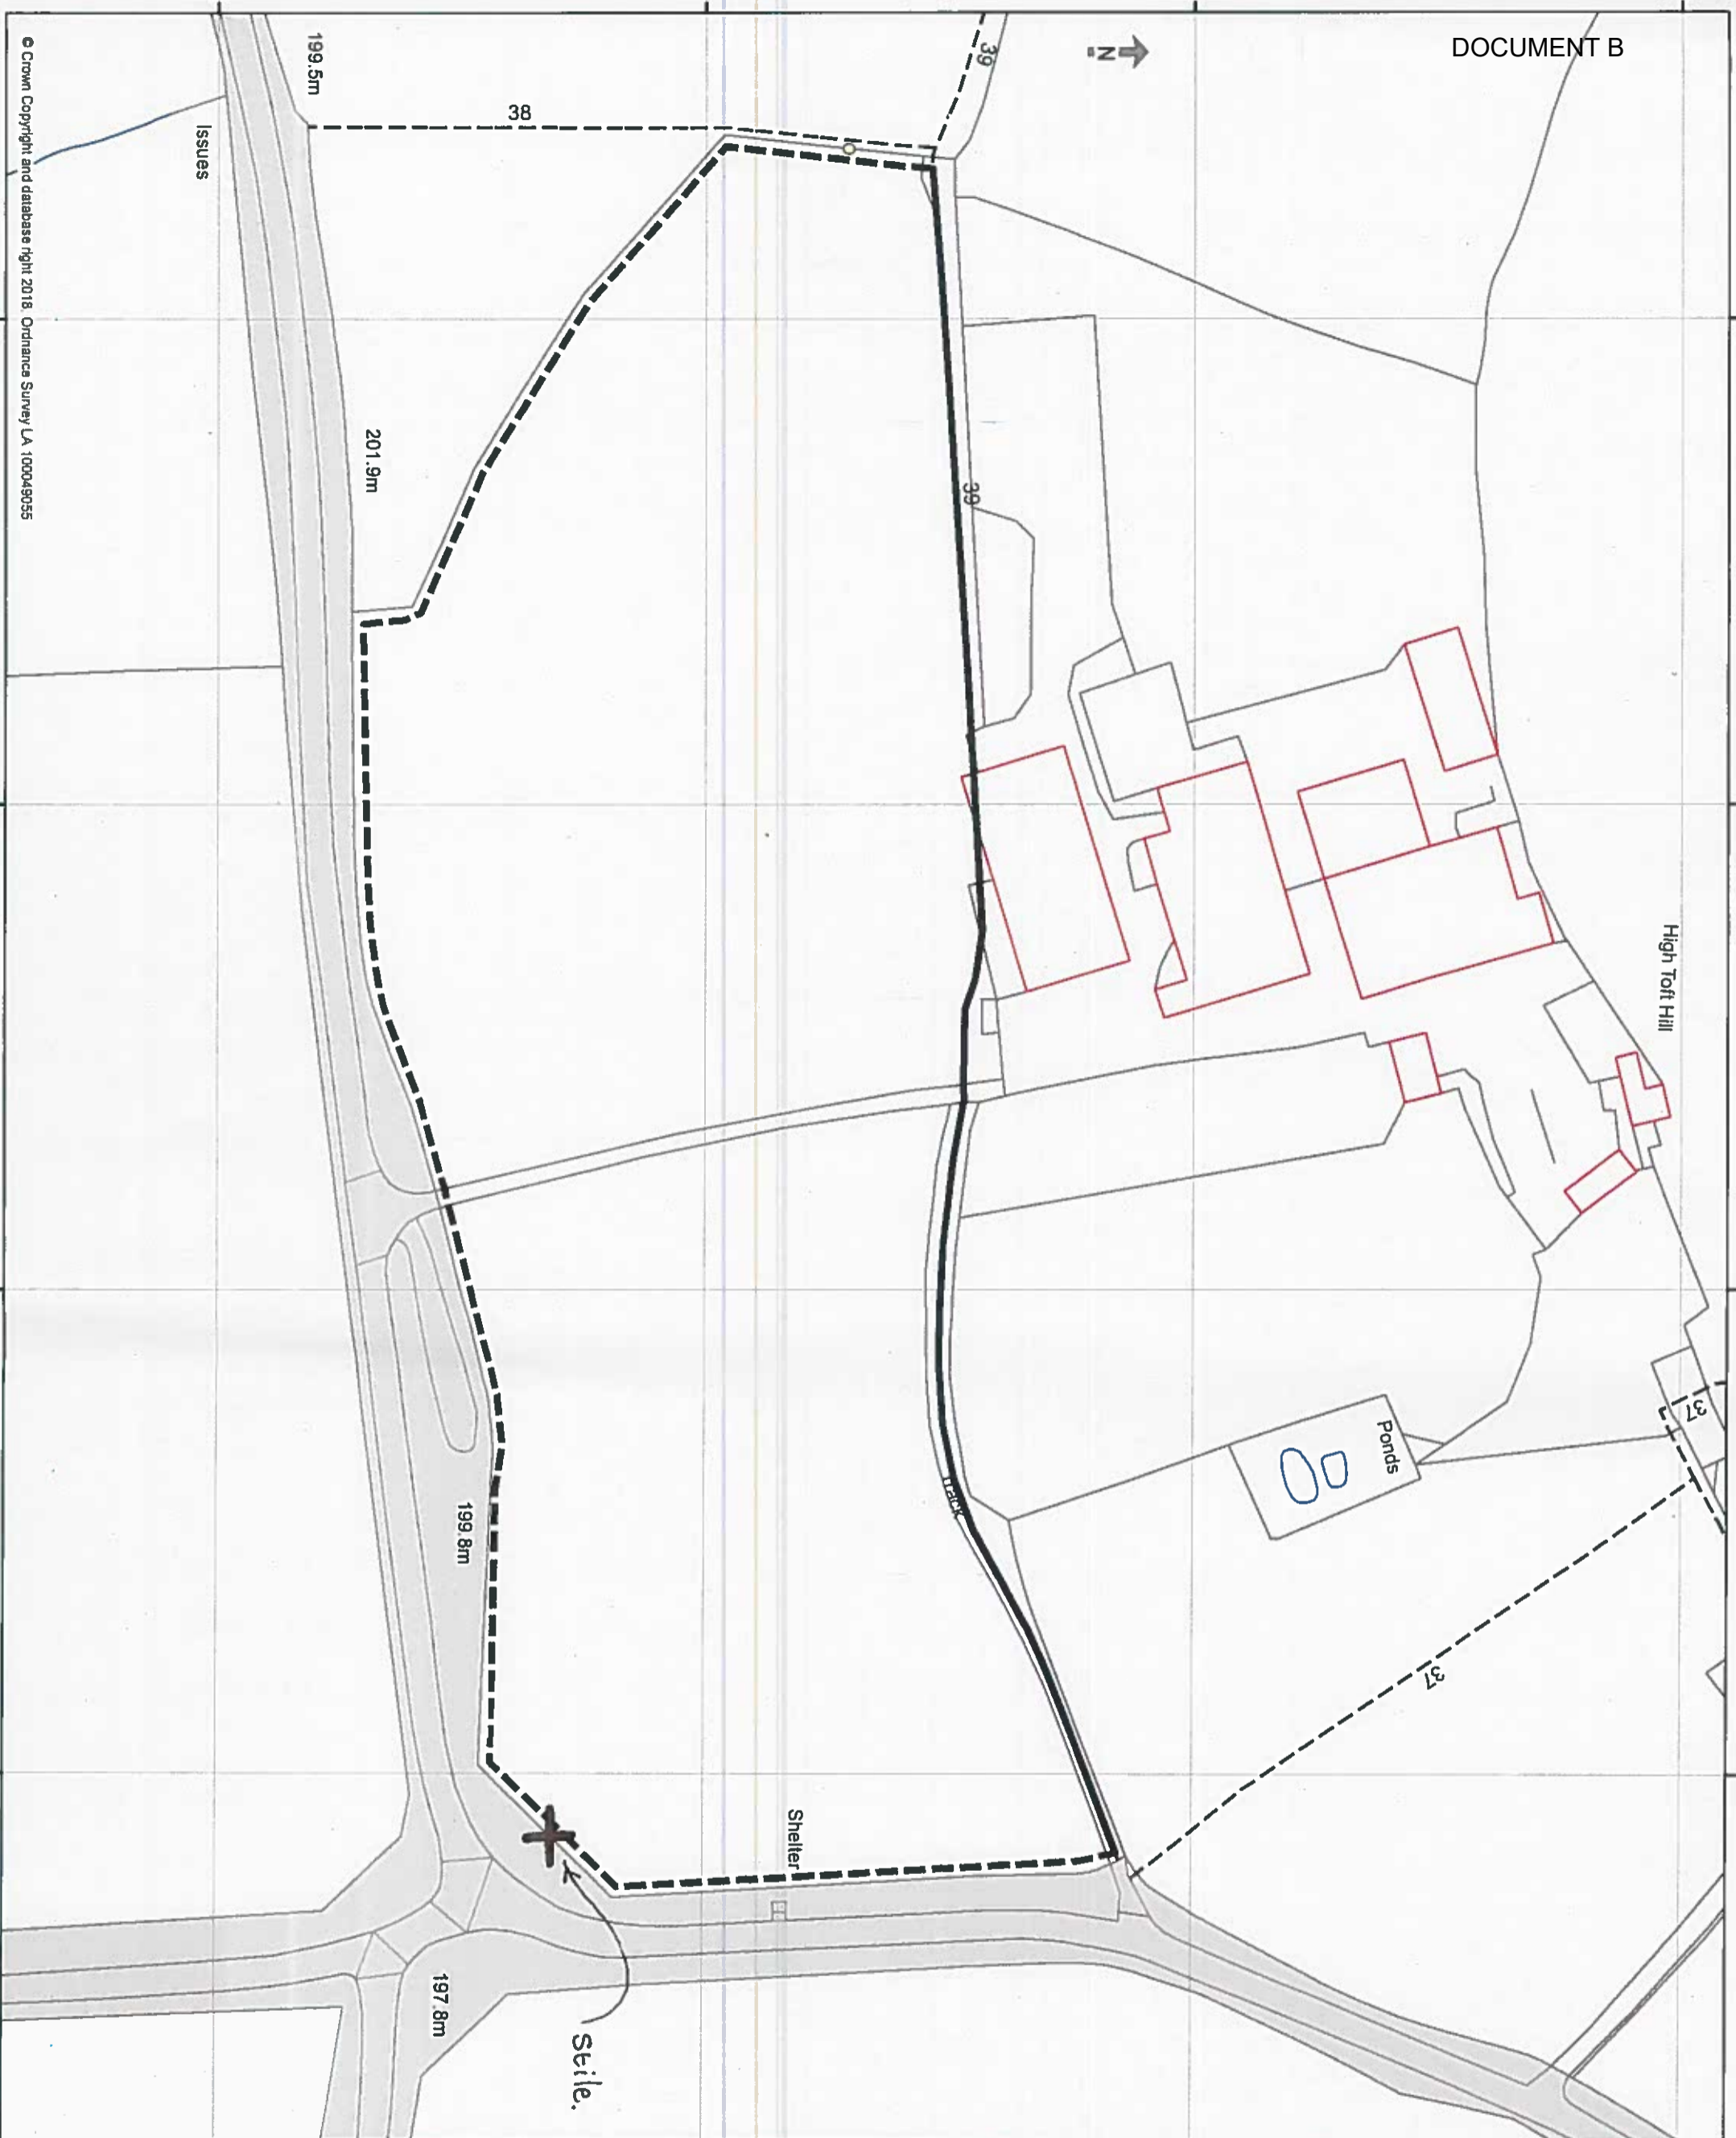 DOCUMENT B
N
39
199.5m
38
Issues
© Crown Copyright and database right 2018. Ordnance Survey LA 100049055
201.9m
39
High Toft Hill
37
Ponds
Track
199.8m
37
Shelter
197.8m
Stile.